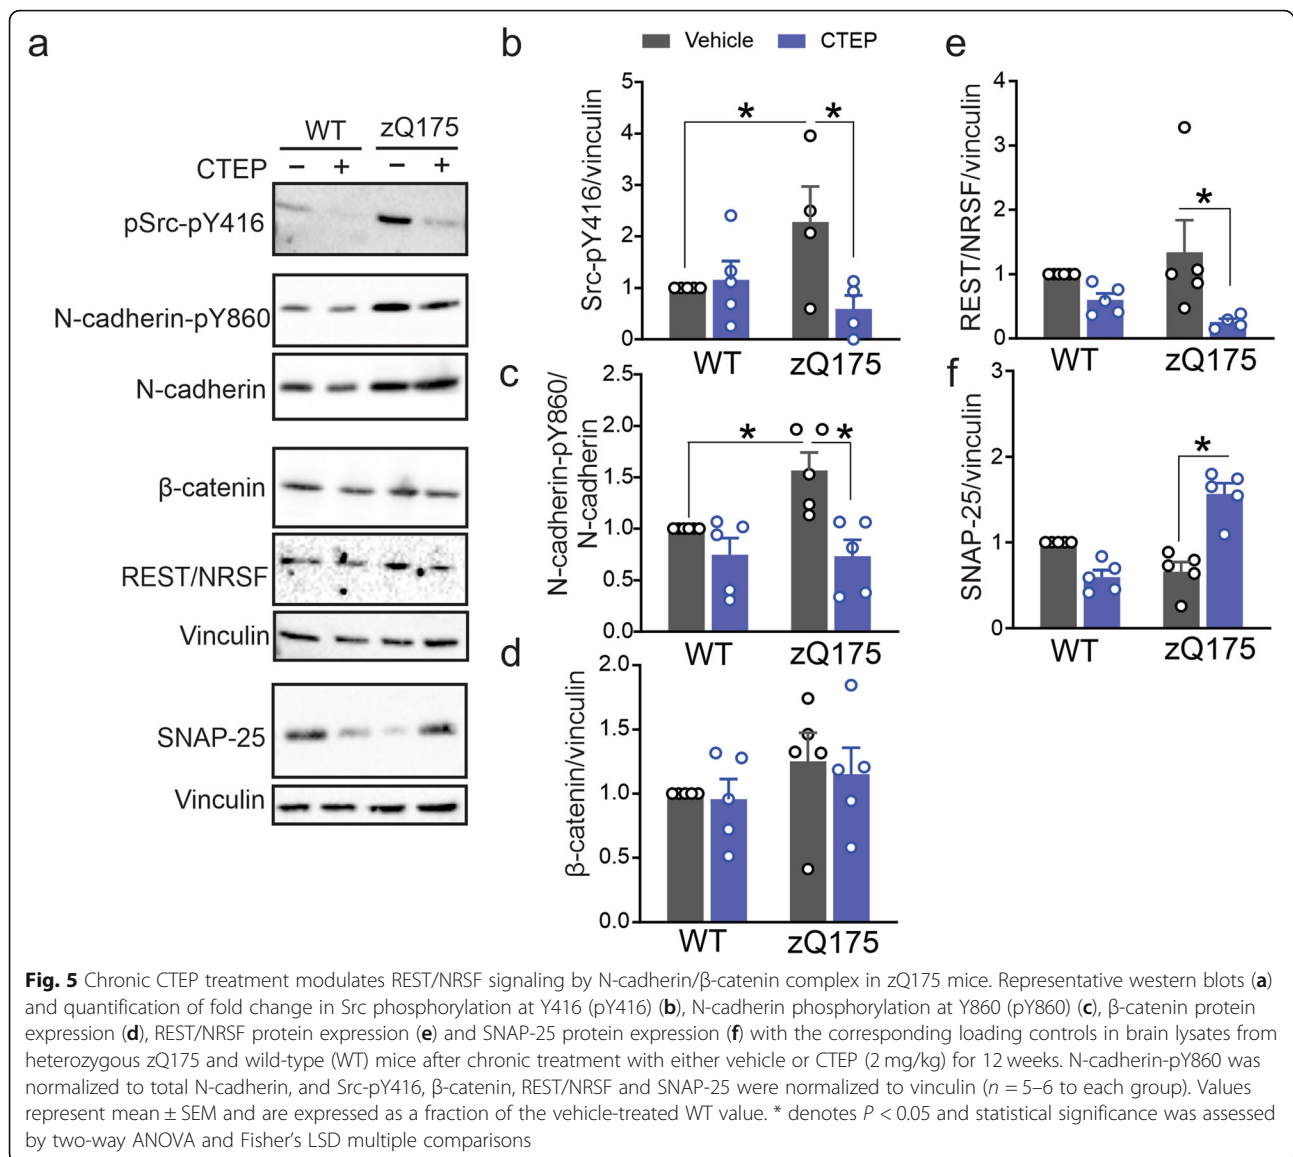 a
WT zQ175
CTEP − + − +
pSrc-pY416
N-cadherin-pY860
N-cadherin
β-catenin
REST/NRSF
Vinculin
SNAP-25
Vinculin
Vehicle CTEP
b
Src-pY416/vinculin
5
4
3
2
1
0
* *
WT zQ175
c
N-cadherin-pY860/
N-cadherin
2.5
2.0
1.5
1.0
0.5
0.0
* *
WT zQ175
d
β-catenin/vinculin
2.0
1.5
1.0
0.5
0.0
WT zQ175
e
REST/NRSF/vinculin
4
3
2
1
0
*
WT zQ175
f
SNAP-25/vinculin
3
2
1
0
*
WT zQ175
Fig. 5 Chronic CTEP treatment modulates REST/NRSF signaling by N-cadherin/β-catenin complex in zQ175 mice. Representative western blots (a)
and quantification of fold change in Src phosphorylation at Y416 (pY416) (b), N-cadherin phosphorylation at Y860 (pY860) (c), β-catenin protein
expression (d), REST/NRSF protein expression (e) and SNAP-25 protein expression (f) with the corresponding loading controls in brain lysates from
heterozygous zQ175 and wild-type (WT) mice after chronic treatment with either vehicle or CTEP (2 mg/kg) for 12 weeks. N-cadherin-pY860 was
normalized to total N-cadherin, and Src-pY416, β-catenin, REST/NRSF and SNAP-25 were normalized to vinculin (n = 5–6 to each group). Values
represent mean ± SEM and are expressed as a fraction of the vehicle-treated WT value. * denotes P < 0.05 and statistical significance was assessed
by two-way ANOVA and Fisher's LSD multiple comparisons